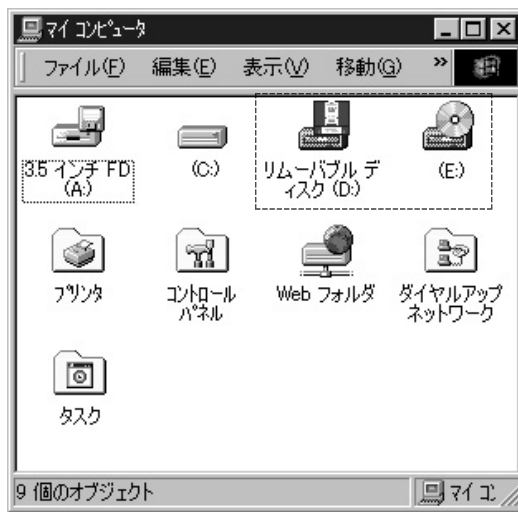 マイ コンピュータ
ファイル(F) 編集(E) 表示(V) 移動(G) »
3.5 インチ FD
(A:)
(C:)
リムーバブル デ
ィスク (D:)
(E:)
プリンタ
コントロール
パネル
Web フォルダ
ダイヤルアップ
ネットワーク
タスク
9 個のオブジェクト
マイ コ